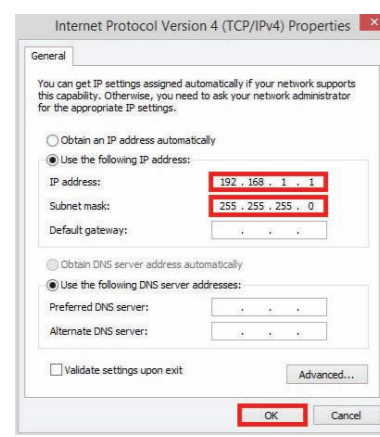 Internet Protocol Version 4 (TCP/IPv4) Properties
General
You can get IP settings assigned automatically if your network supports
this capability. Otherwise, you need to ask your network administrator
for the appropriate IP settings.
Obtain an IP address automatically
Use the following IP address:
IP address: 192 . 168 . 1 . 1
Subnet mask: 255 . 255 . 255 . 0
Default gateway: . . .
Obtain DNS server address automatically
Use the following DNS server addresses:
Preferred DNS server: . . .
Alternate DNS server: . . .
Validate settings upon exit
Advanced...
OK Cancel